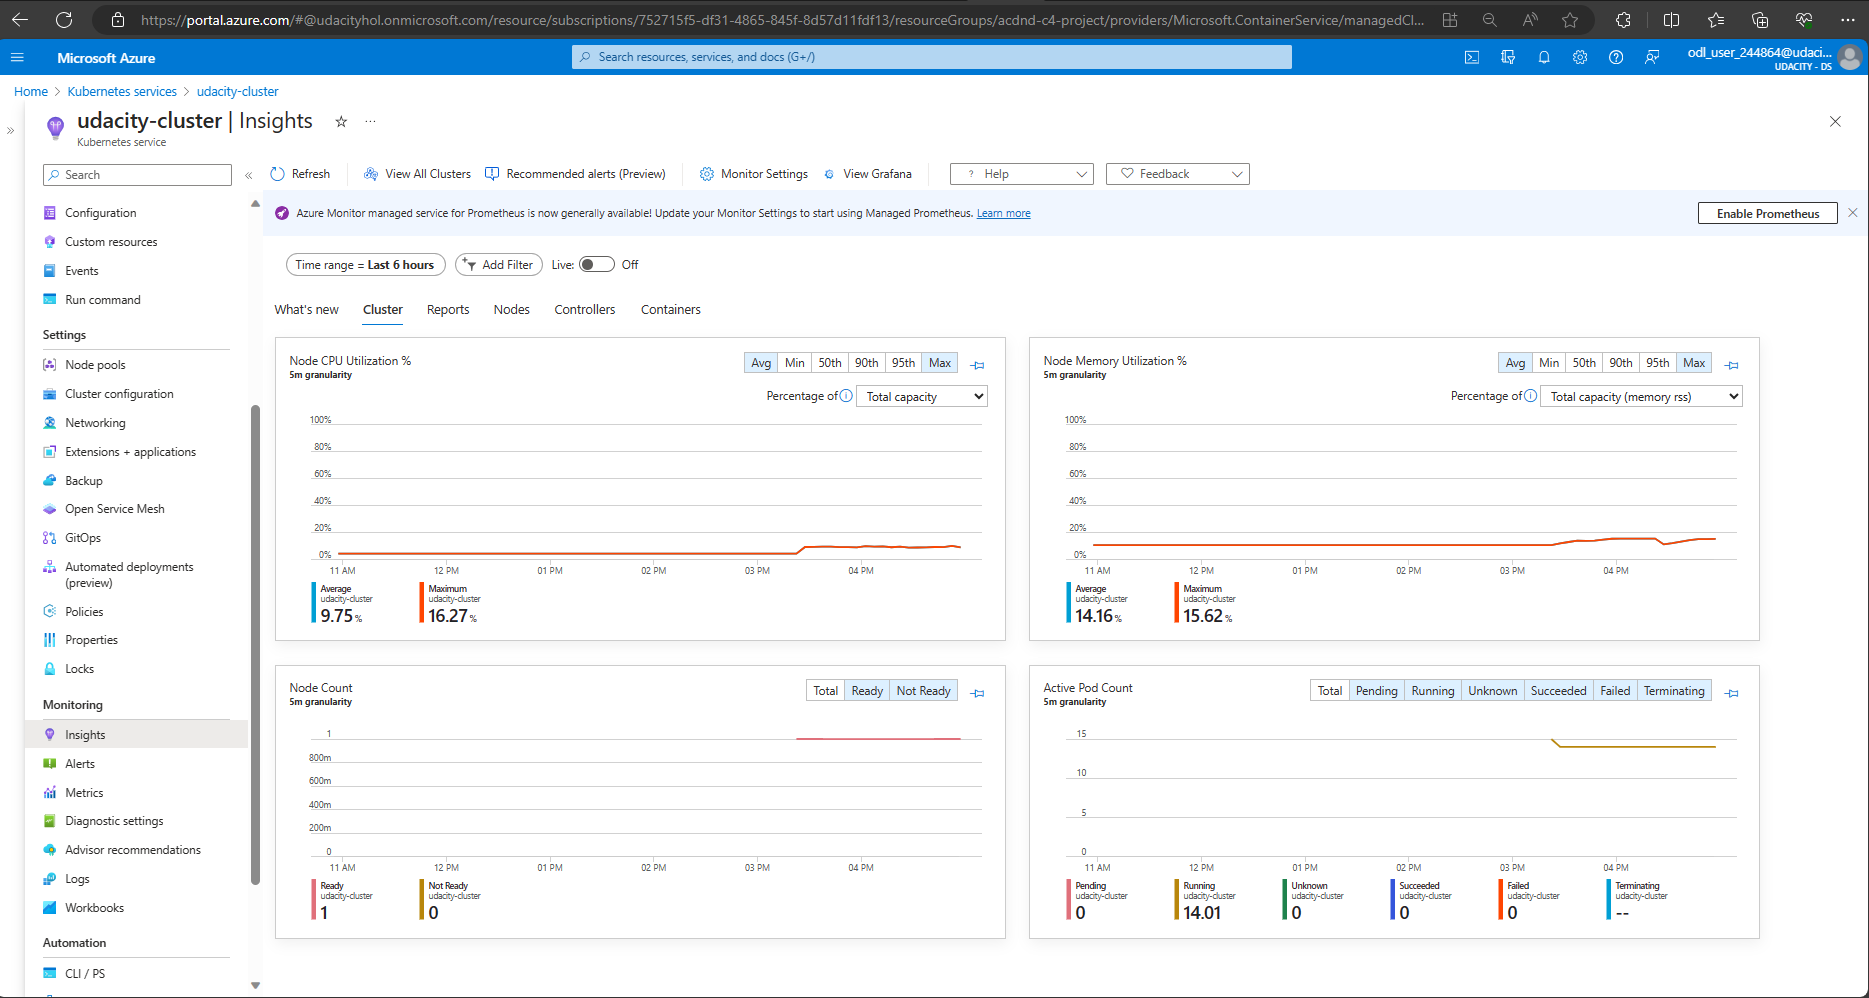 https://portal.azure.com/#@udacityhol.onmicrosoft.com/resource/subscriptions/752715f5-df31-4865-845f-8d57d11fdf13/resourceGroups/acdnd-c4-project/providers/Microsoft.ContainerService/managedCl...
Microsoft Azure
Search resources, services, and docs (G+/)
odl_user_244864@udaci...
UDACITY - DS
Home > Kubernetes services > udacity-cluster
udacity-cluster | Insights ☆ ...
Kubernetes service
Search
Configuration
Custom resources
Events
Run command
Settings
Node pools
Cluster configuration
Networking
Extensions + applications
Backup
Open Service Mesh
GitOps
Automated deployments
(preview)
Policies
Properties
Locks
Monitoring
Insights
Alerts
Metrics
Diagnostic settings
Advisor recommendations
Logs
Workbooks
Automation
CLI / PS
Refresh View All Clusters Recommended alerts (Preview) Monitor Settings View Grafana ? Help Feedback
Azure Monitor managed service for Prometheus is now generally available! Update your Monitor Settings to start using Managed Prometheus. Learn more
Enable Prometheus
Time range = Last 6 hours Add Filter Live: Off
What's new Cluster Reports Nodes Controllers Containers
Node CPU Utilization %
5m granularity
Avg Min 50th 90th 95th Max
Percentage of Total capacity
100%
80%
60%
40%
20%
0%
11 AM 12 PM 01 PM 02 PM 03 PM 04 PM
Average
udacity-cluster
9.75 %
Maximum
udacity-cluster
16.27 %
Node Memory Utilization %
5m granularity
Avg Min 50th 90th 95th Max
Percentage of Total capacity (memory rss)
100%
80%
60%
40%
20%
0%
11 AM 12 PM 01 PM 02 PM 03 PM 04 PM
Average
udacity-cluster
14.16 %
Maximum
udacity-cluster
15.62 %
Node Count
5m granularity
Total Ready Not Ready
1
800m
600m
400m
200m
0
11 AM 12 PM 01 PM 02 PM 03 PM 04 PM
Ready
udacity-cluster
1
Not Ready
udacity-cluster
0
Active Pod Count
5m granularity
Total Pending Running Unknown Succeeded Failed Terminating
15
10
5
0
11 AM 12 PM 01 PM 02 PM 03 PM 04 PM
Pending
udacity-cluster
0
Running
udacity-cluster
14.01
Unknown
udacity-cluster
0
Succeeded
udacity-cluster
0
Failed
udacity-cluster
0
Terminating
udacity-cluster
--